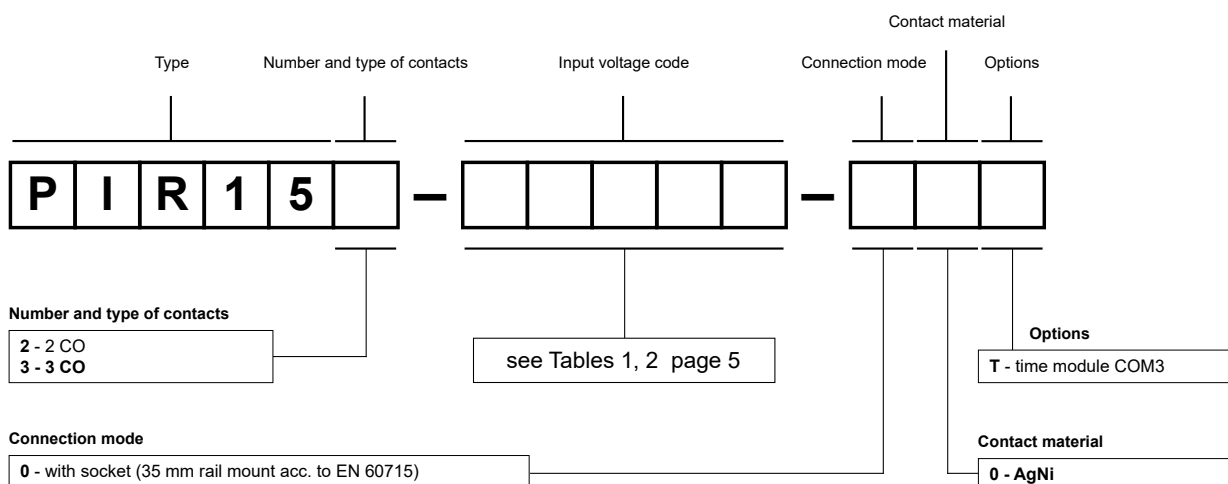 Contact material
Type
Number and type of contacts
Input voltage code
Connection mode
Options
P I R 1 5 – –
Number and type of contacts
2 - 2 CO
3 - 3 CO
see Tables 1, 2 page 5
Options
T - time module COM3
Connection mode
0 - with socket (35 mm rail mount acc. to EN 60715)
Contact material
0 - AgNi